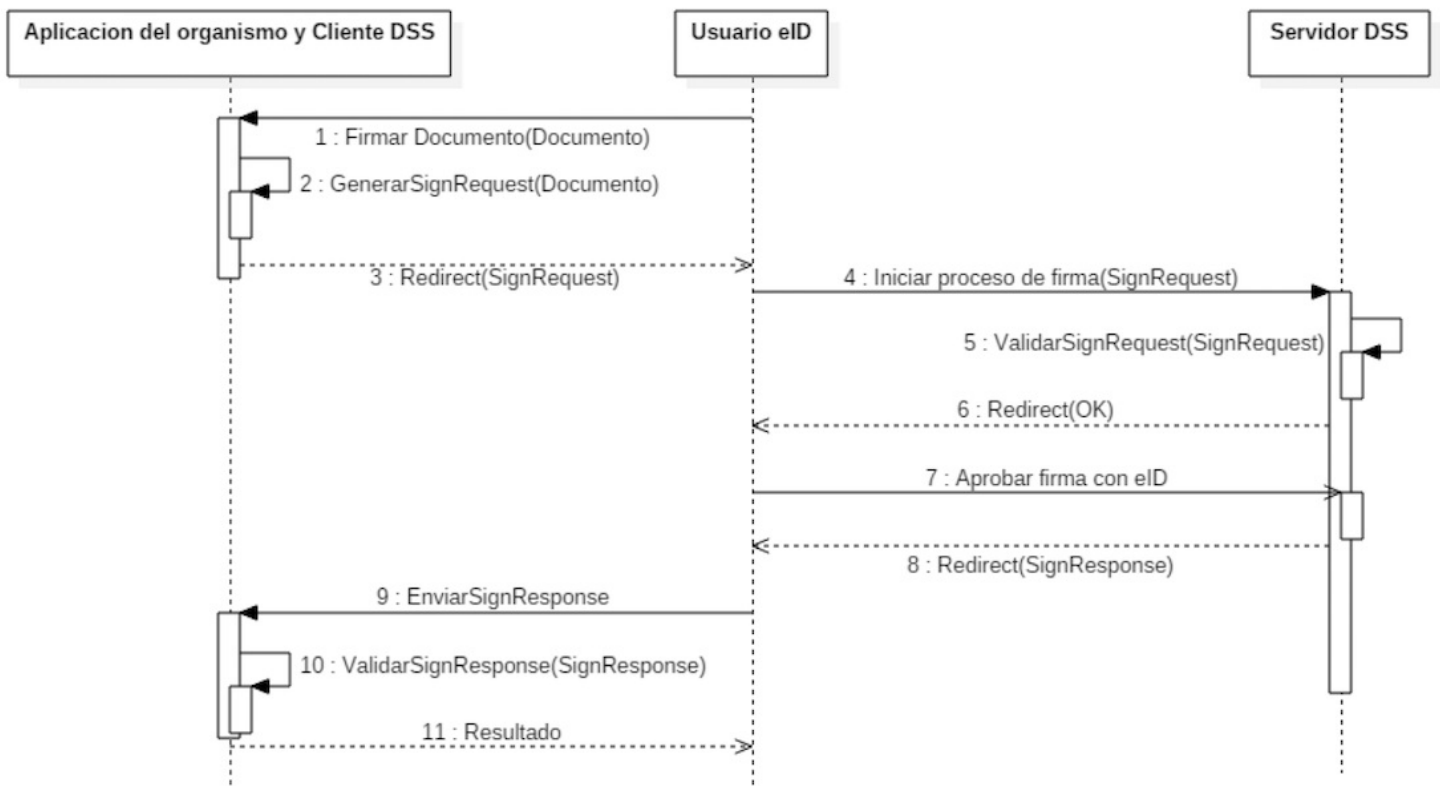 Aplicacion del organismo y Cliente DSS
Usuario eID
Servidor DSS
1 : Firmar Documento(Documento)
2 : GenerarSignRequest(Documento)
3 : Redirect(SignRequest)
4 : Iniciar proceso de firma(SignRequest)
5 : ValidarSignRequest(SignRequest)
6 : Redirect(OK)
7 : Aprobar firma con eID
8 : Redirect(SignResponse)
9 : EnviarSignResponse
10 : ValidarSignResponse(SignResponse)
11 : Resultado